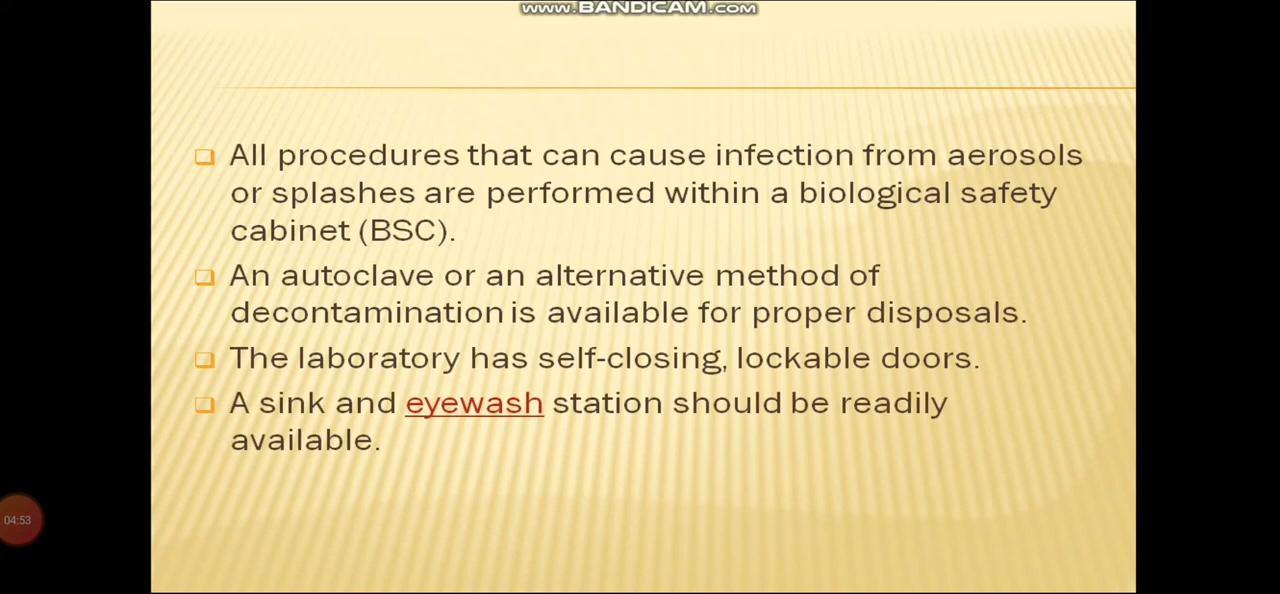 www.BANDICAM.com
All procedures that can cause infection from aerosols
or splashes are performed within a biological safety
cabinet (BSC).
An autoclave or an alternative method of
decontamination is available for proper disposals.
The laboratory has self-closing, lockable doors.
A sink and eyewash station should be readily
available.
04:53